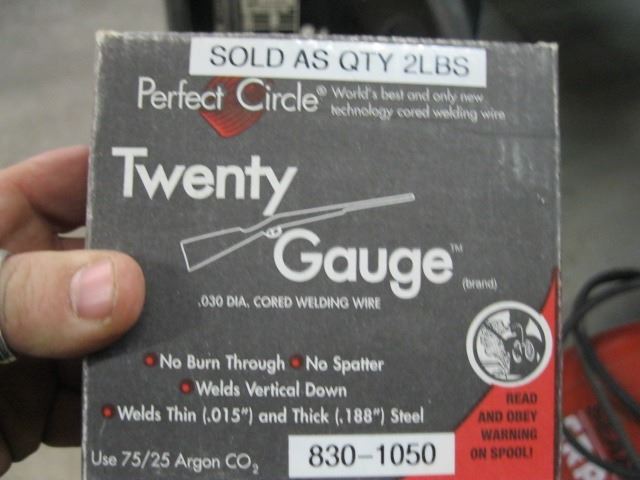 SOLD AS QTY 2LBS
Perfect Circle® World's best and only new
technology cored welding wire
Twenty
Gauge™
(brand)
.030 DIA. CORED WELDING WIRE
No Burn Through • No Spatter
• Welds Vertical Down
• Welds Thin (.015") and Thick (.188") Steel
READ
AND OBEY
WARNING
ON SPOOL!
Use 75/25 Argon CO₂
830-1050